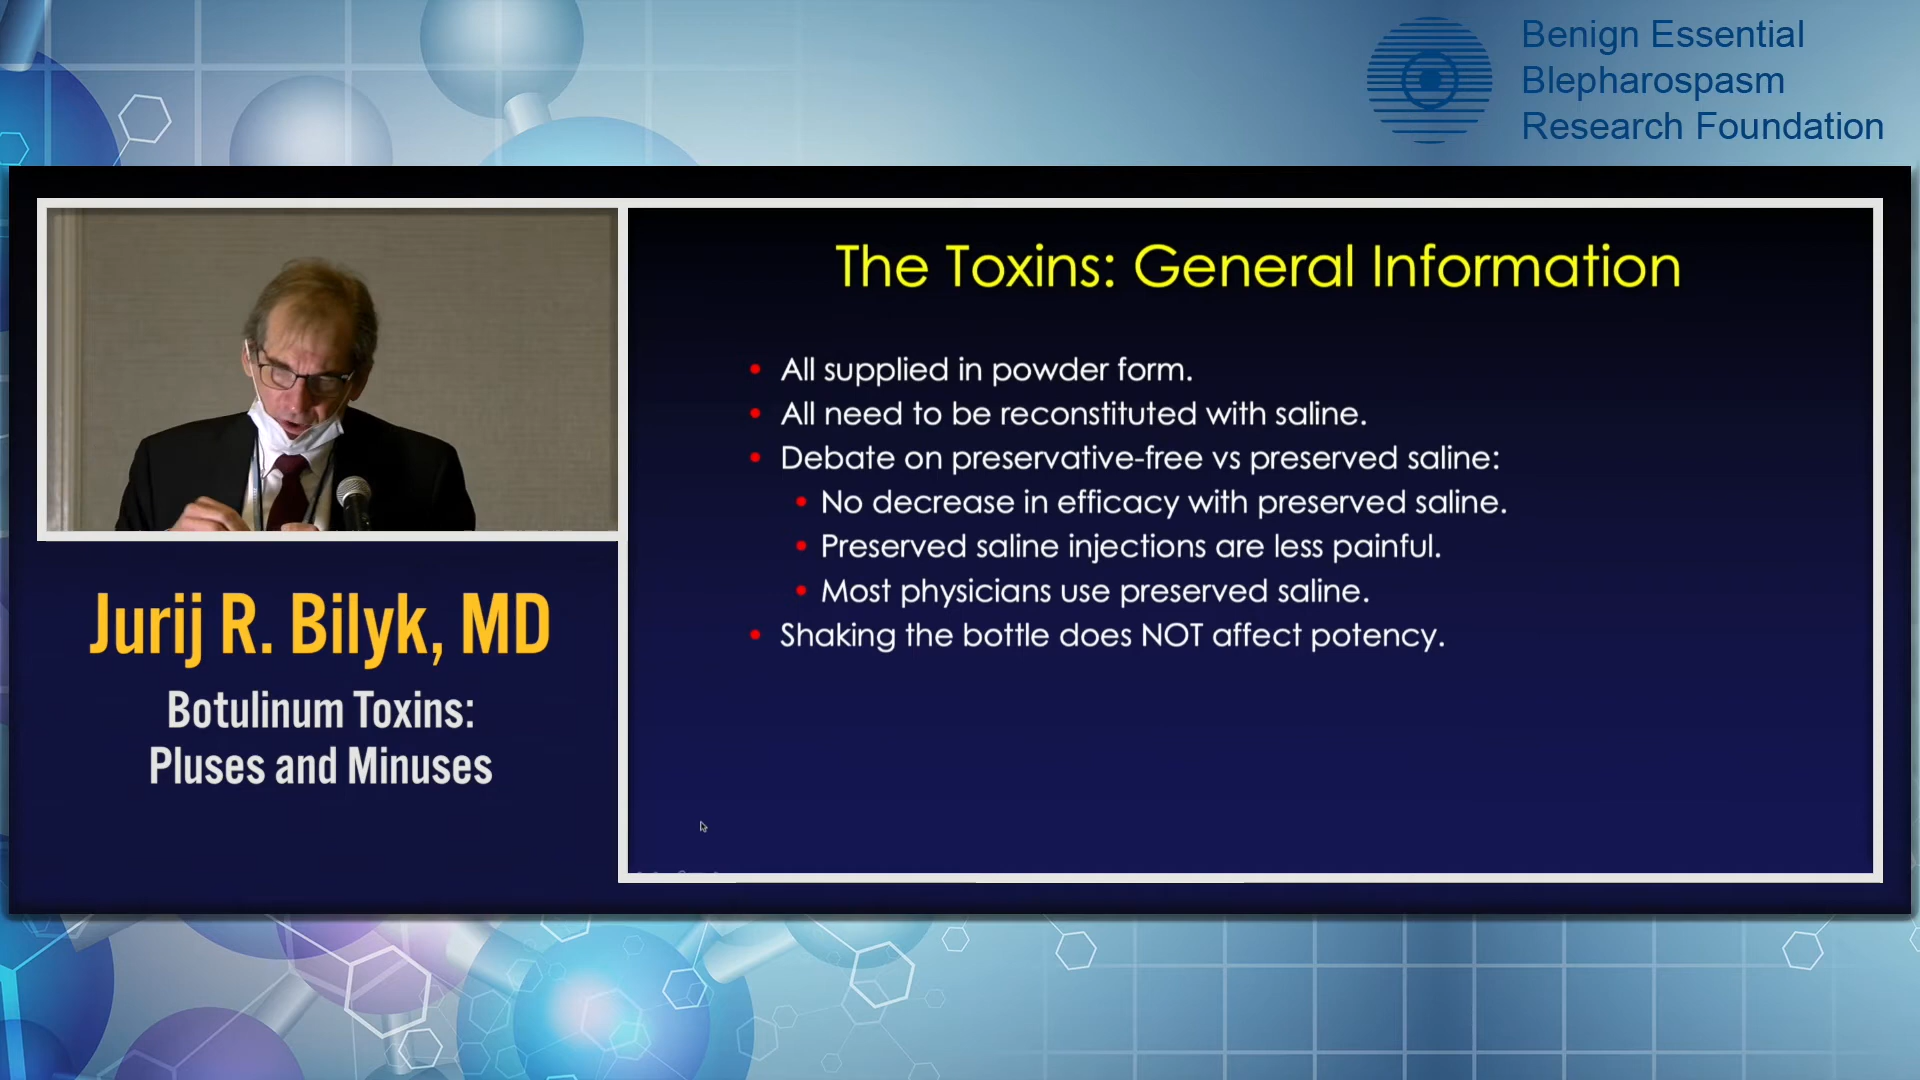 Benign Essential
Blepharospasm
Research Foundation
The Toxins: General Information
• All supplied in powder form.
• All need to be reconstituted with saline.
• Debate on preservative-free vs preserved saline:
• No decrease in efficacy with preserved saline.
• Preserved saline injections are less painful.
• Most physicians use preserved saline.
• Shaking the bottle does NOT affect potency.
Jurij R. Bilyk, MD
Botulinum Toxins:
Pluses and Minuses